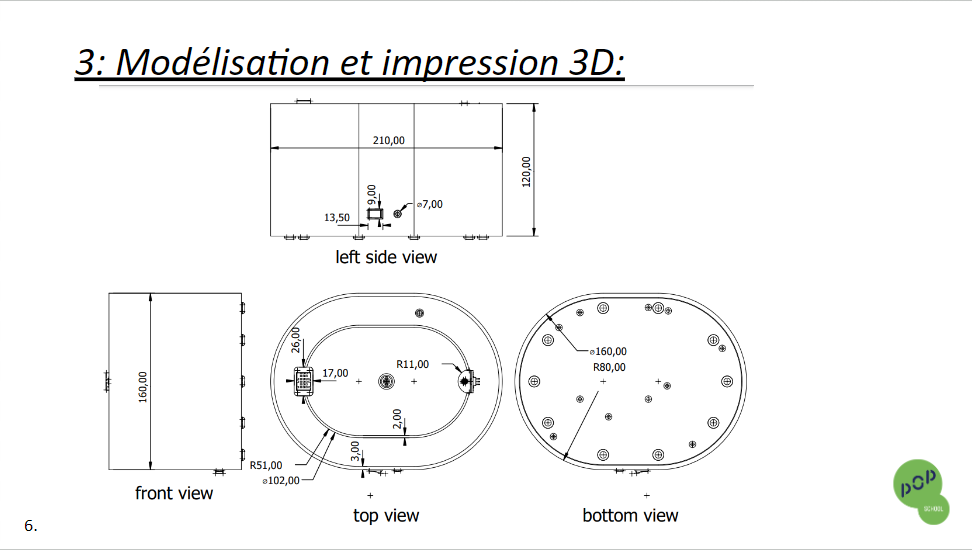 3: Modélisation et impression 3D:
210,00
120,00
9,00
⌀7,00
13,50
left side view
160,00
front view
26,00
17,00
R11,00
2,00
3,00
R51,00
⌀102,00
top view
⌀160,00
R80,00
bottom view
POP
SCHOOL
6.